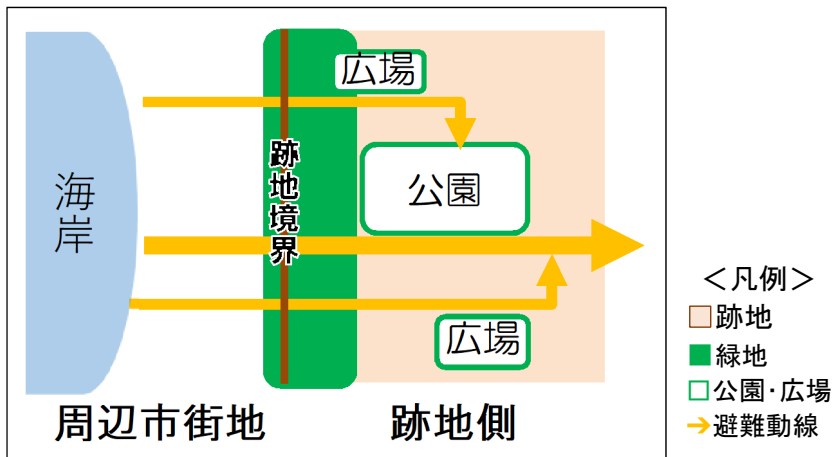 広場
跡地境界
海岸
公園
広場
周辺市街地
跡地側
＜凡例＞
跡地
緑地
公園・広場
避難動線